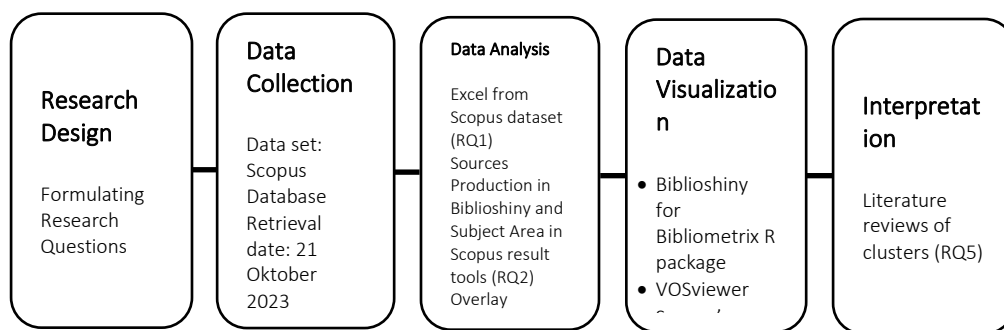 Research
Design
Formulating
Research
Questions
Data
Collection
Data set:
Scopus
Database
Retrieval
date: 21
Oktober
2023
Data Analysis
Excel from
Scopus dataset
(RQ1)
Sources
Production in
Biblioshiny and
Subject Area in
Scopus result
tools (RQ2)
Overlay
Data
Visualizatio
n
• Biblioshiny
for
Bibliometrix R
package
• VOSviewer
Interpretat
ion
Literature
reviews of
clusters (RQ5)